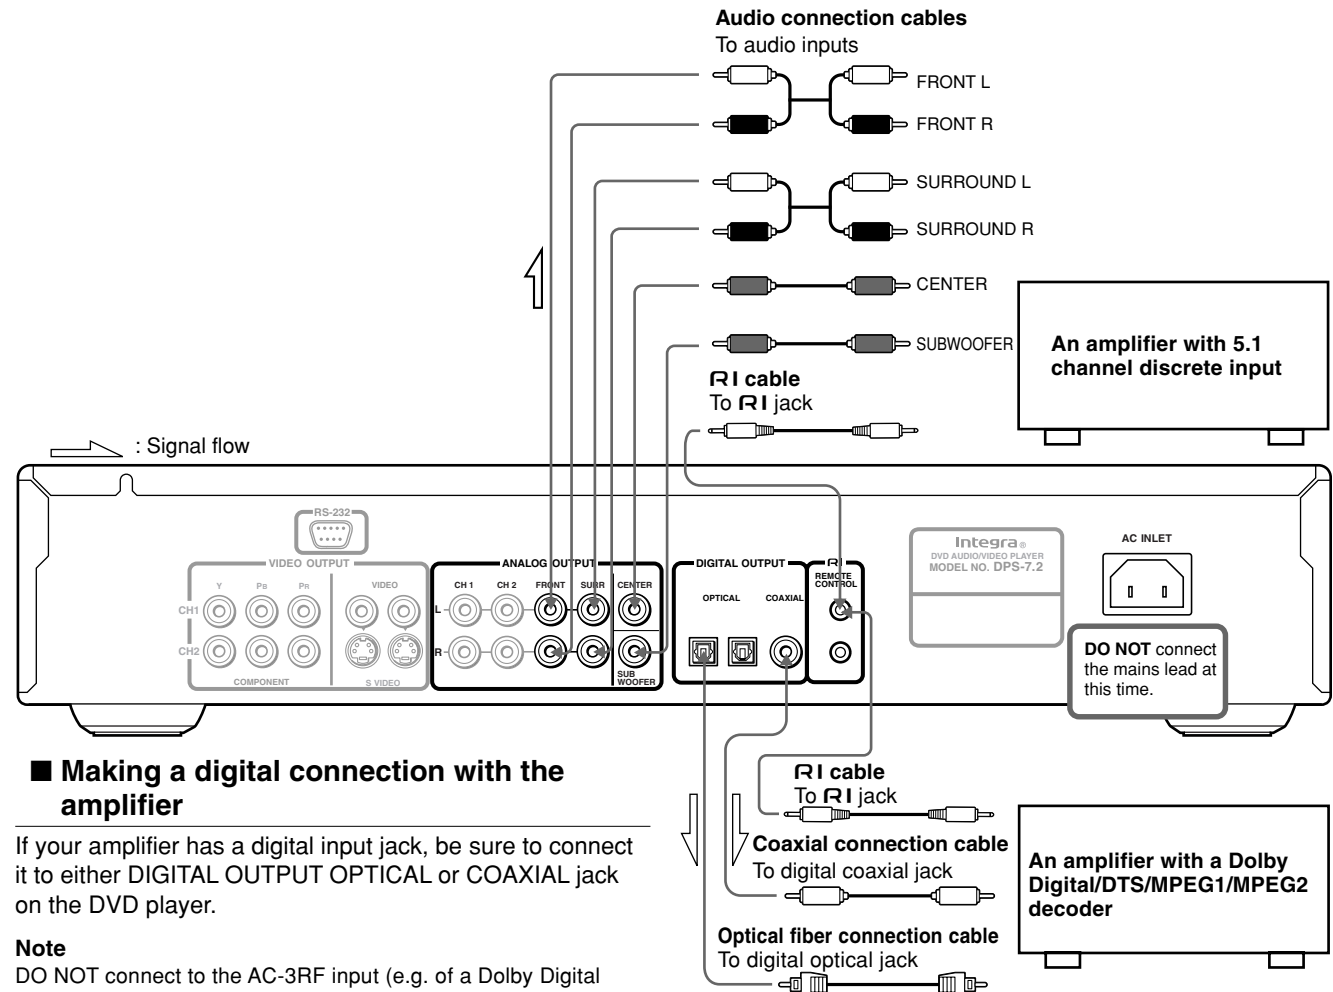 Audio connection cables
To audio inputs
FRONT L
FRONT R
SURROUND L
SURROUND R
CENTER
SUBWOOFER
An amplifier with 5.1
channel discrete input
RI cable
To RI jack
: Signal flow
RS-232
VIDEO OUTPUT
Y PB PR VIDEO
CH1
CH2
COMPONENT
S VIDEO
ANALOG OUTPUT
CH 1 CH 2 FRONT SURR CENTER
L
R
SUB
WOOFER
DIGITAL OUTPUT
OPTICAL COAXIAL
RI
REMOTE
CONTROL
Integra®
DVD AUDIO/VIDEO PLAYER
MODEL NO. DPS-7.2
AC INLET
DO NOT connect
the mains lead at
this time.
■ Making a digital connection with the
amplifier
If your amplifier has a digital input jack, be sure to connect
it to either DIGITAL OUTPUT OPTICAL or COAXIAL jack
on the DVD player.
Note
DO NOT connect to the AC-3RF input (e.g. of a Dolby Digital
RI cable
To RI jack
Coaxial connection cable
To digital coaxial jack
Optical fiber connection cable
To digital optical jack
An amplifier with a Dolby
Digital/DTS/MPEG1/MPEG2
decoder